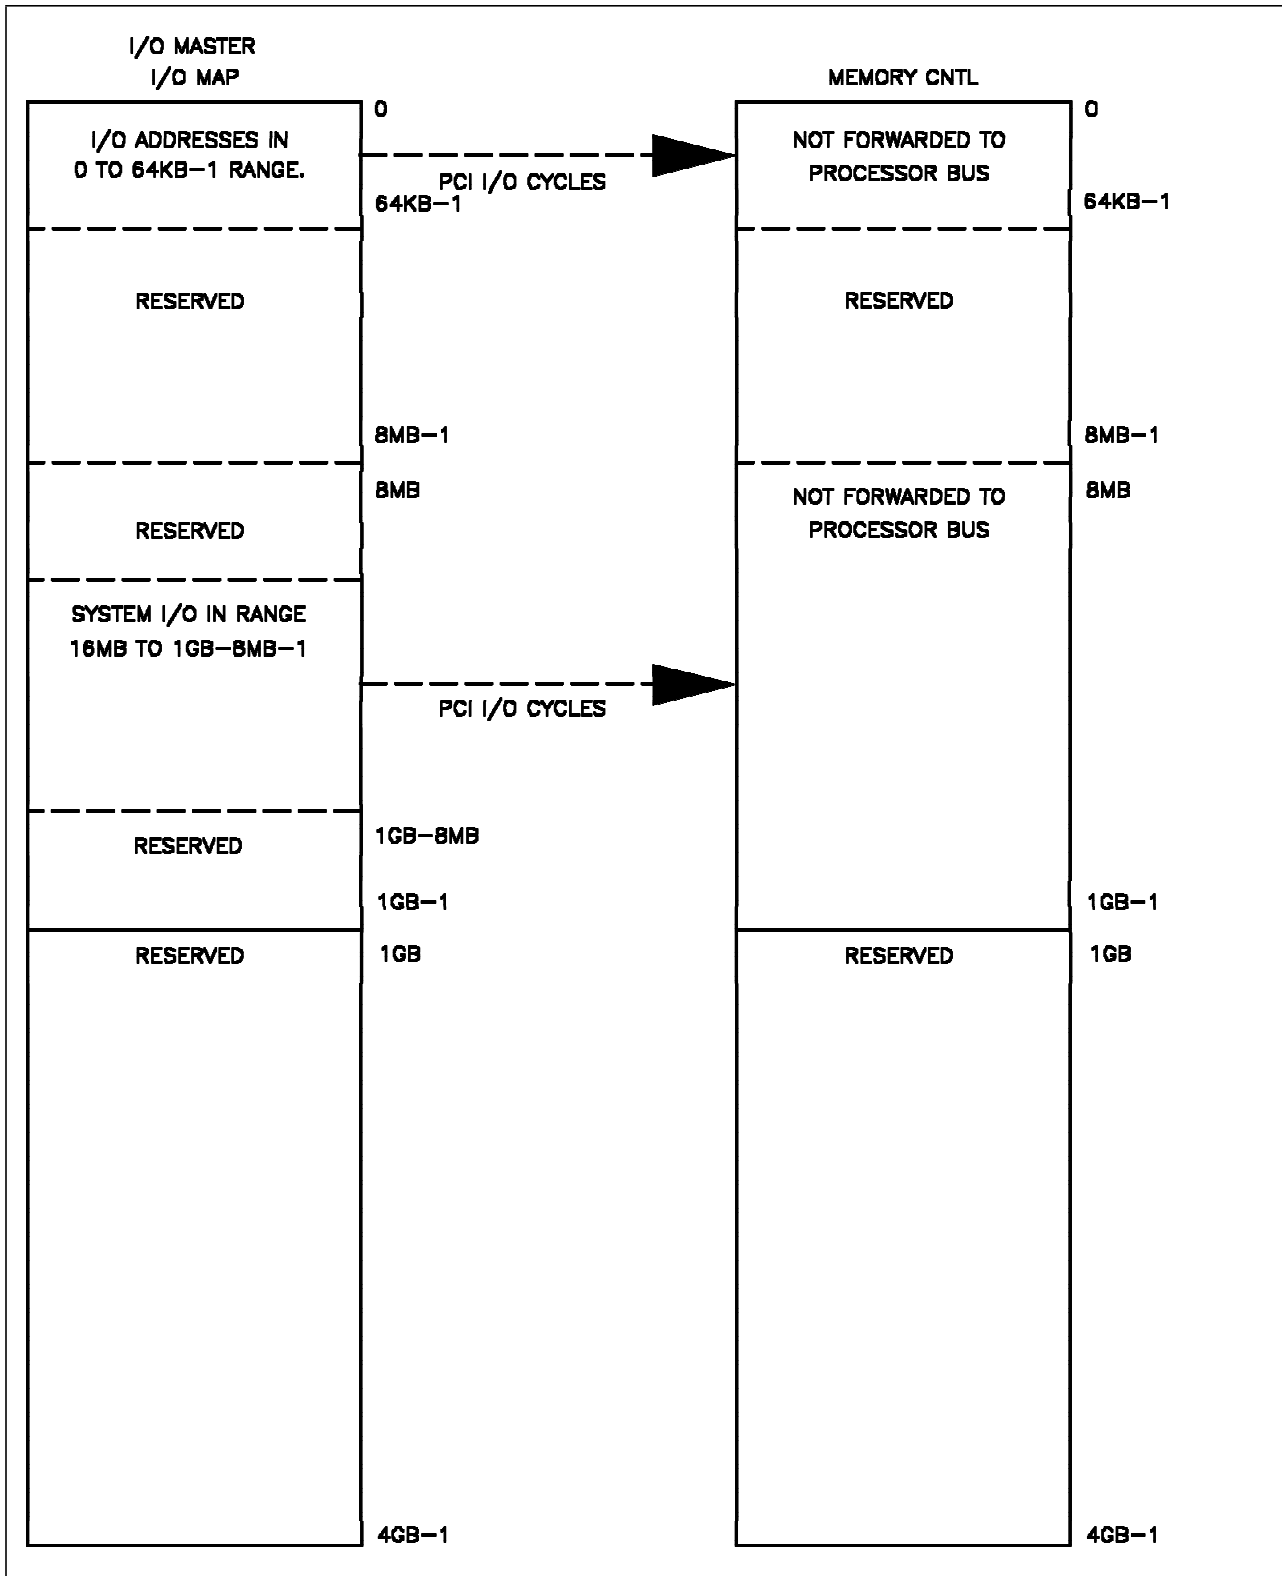 I/O MASTER
I/O MAP
0
I/O ADDRESSES IN
0 TO 64KB-1 RANGE.
64KB-1
RESERVED
8MB-1
8MB
RESERVED
SYSTEM I/O IN RANGE
16MB TO 1GB-8MB-1
1GB-8MB
RESERVED
1GB-1
RESERVED
1GB
4GB-1
PCI I/O CYCLES
PCI I/O CYCLES
MEMORY CNTL
0
NOT FORWARDED TO
PROCESSOR BUS
64KB-1
RESERVED
8MB-1
8MB
NOT FORWARDED TO
PROCESSOR BUS
1GB-1
RESERVED
1GB
4GB-1